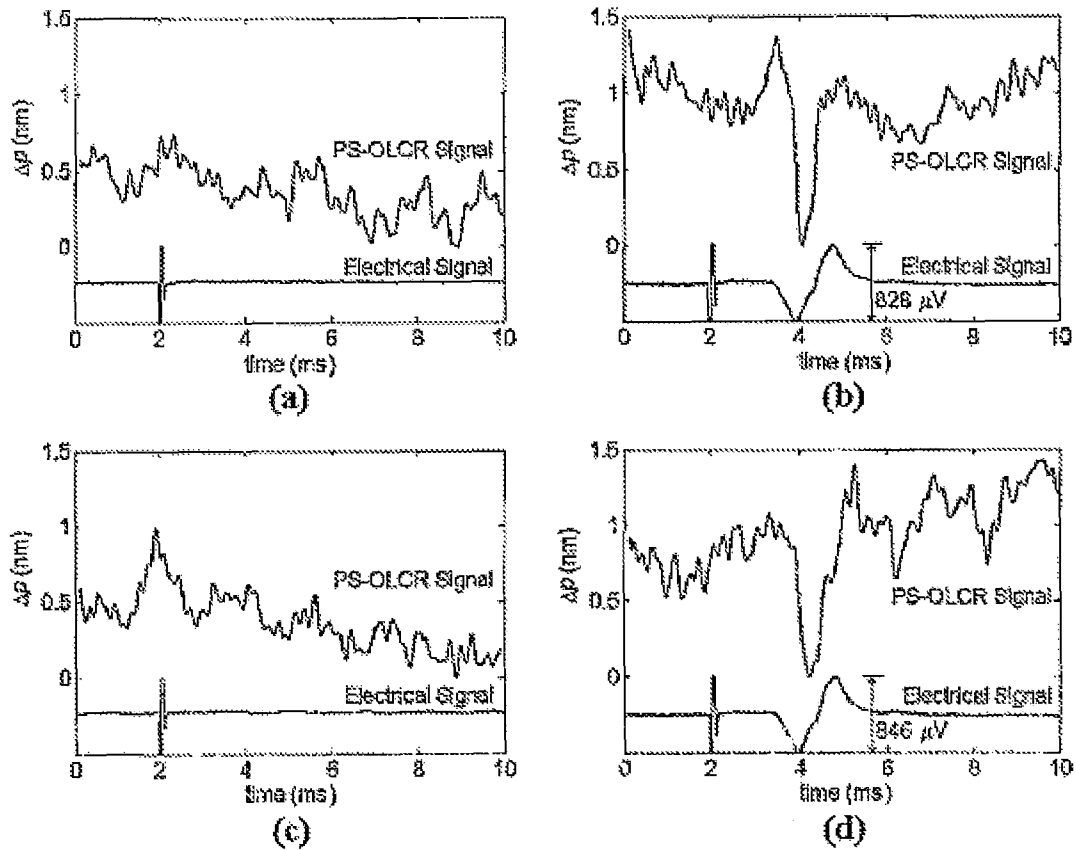 1.5
1
0.5
0
Δp (nm)
PS-OLCR Signal
Electrical Signal
0 2 4 6 8 10
time (ms)
(a)
1.5
1
0.5
0
Δp (nm)
PS-OLCR Signal
Electrical Signal
828 μV
0 2 4 6 8 10
time (ms)
(b)
1.5
1
0.5
0
Δp (nm)
PS-OLCR Signal
Electrical Signal
0 2 4 6 8 10
time (ms)
(c)
1.5
1
0.5
0
Δp (nm)
PS-OLCR Signal
Electrical Signal
846 μV
0 2 4 6 8 10
time (ms)
(d)